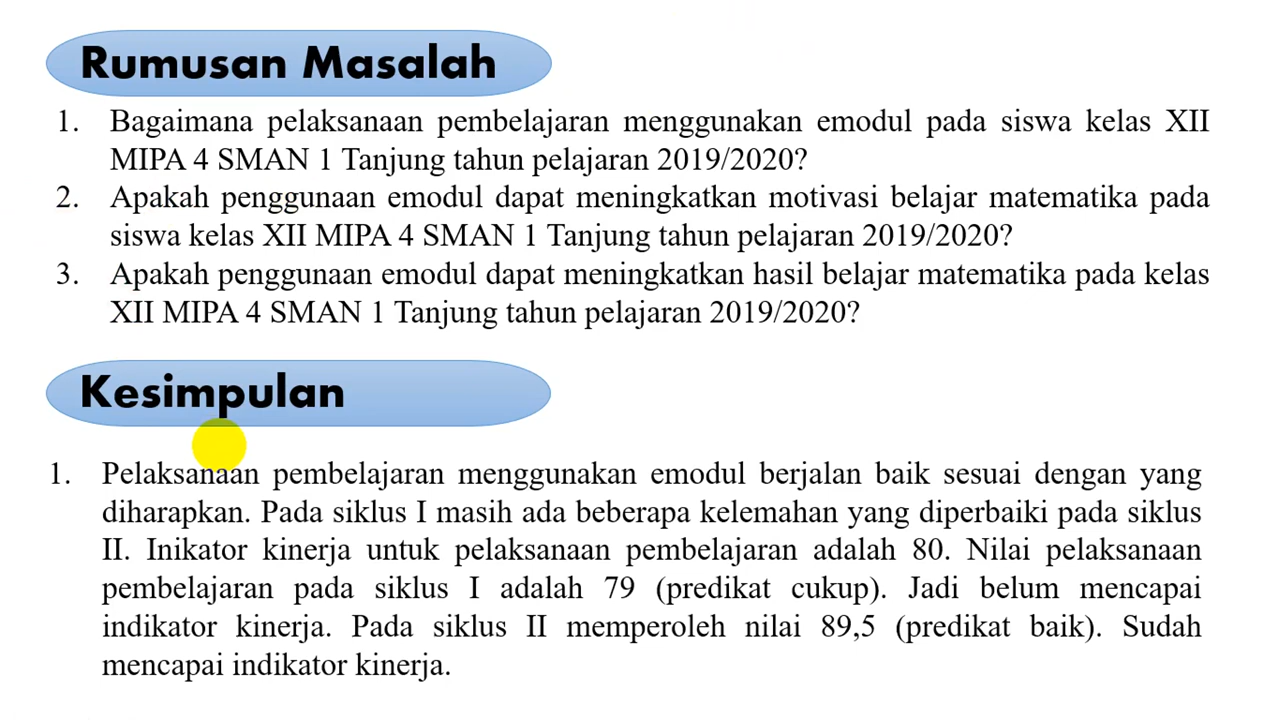 Rumusan Masalah
1. Bagaimana pelaksanaan pembelajaran menggunakan emodul pada siswa kelas XII
MIPA 4 SMAN 1 Tanjung tahun pelajaran 2019/2020?
2. Apakah penggunaan emodul dapat meningkatkan motivasi belajar matematika pada
siswa kelas XII MIPA 4 SMAN 1 Tanjung tahun pelajaran 2019/2020?
3. Apakah penggunaan emodul dapat meningkatkan hasil belajar matematika pada kelas
XII MIPA 4 SMAN 1 Tanjung tahun pelajaran 2019/2020?
Kesimpulan
1. Pelaksanaan pembelajaran menggunakan emodul berjalan baik sesuai dengan yang
diharapkan. Pada siklus I masih ada beberapa kelemahan yang diperbaiki pada siklus
II. Inikator kinerja untuk pelaksanaan pembelajaran adalah 80. Nilai pelaksanaan
pembelajaran pada siklus I adalah 79 (predikat cukup). Jadi belum mencapai
indikator kinerja. Pada siklus II memperoleh nilai 89,5 (predikat baik). Sudah
mencapai indikator kinerja.